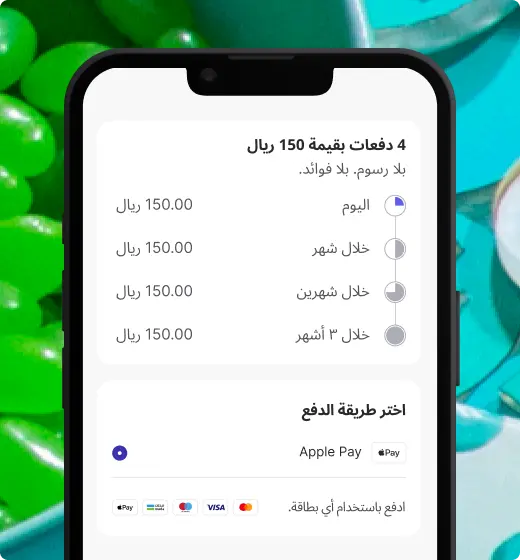 4 دفعات بقيمة 150 ريال
بلا رسوم. بلا فوائد.
اليوم 150.00 ريال
خلال شهر 150.00 ريال
خلال شهرين 150.00 ريال
خلال ٣ أشهر 150.00 ريال
اختر طريقة الدفع
Pay Apple Pay
ادفع باستخدام أي بطاقة. VISA Pay